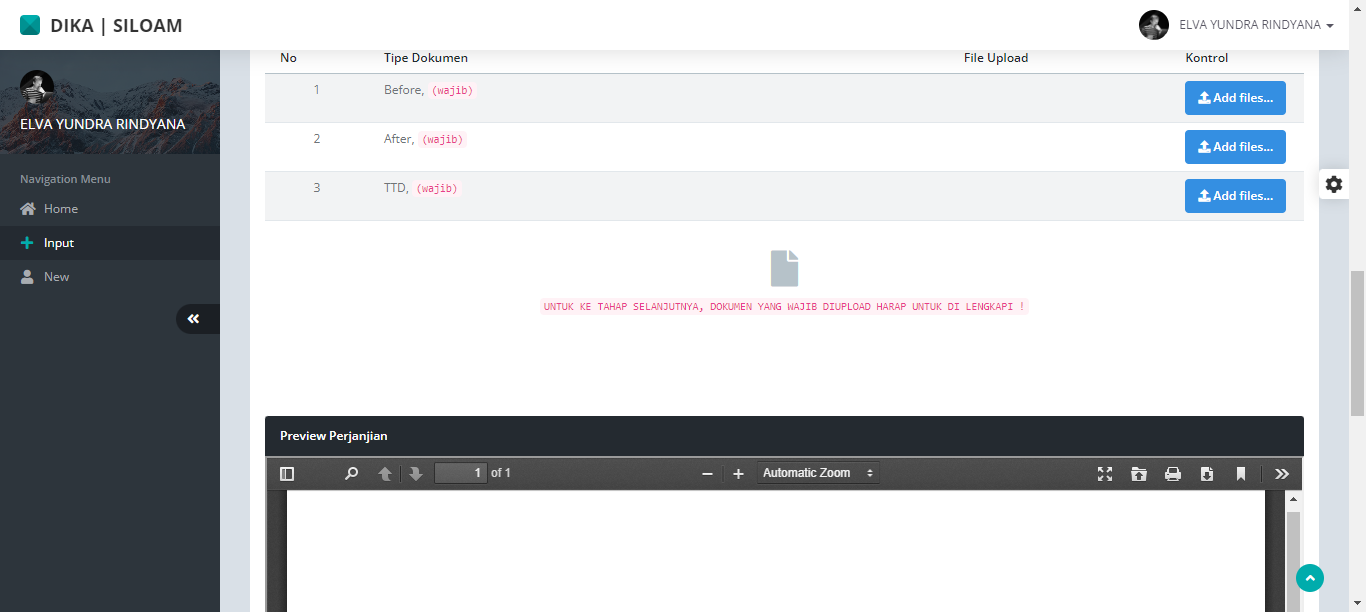 DIKA | SILOAM
ELVA YUNDRA RINDYANA
ELVA YUNDRA RINDYANA
Navigation Menu
Home
Input
New
No Tipe Dokumen File Upload Kontrol
1 Before, (wajib) Add files...
2 After, (wajib) Add files...
3 TTD, (wajib) Add files...
UNTUK KE TAHAP SELANJUTNYA, DOKUMEN YANG WAJIB DIUPLOAD HARAP UNTUK DI LENGKAPI !
Preview Perjanjian
1 of 1 Automatic Zoom